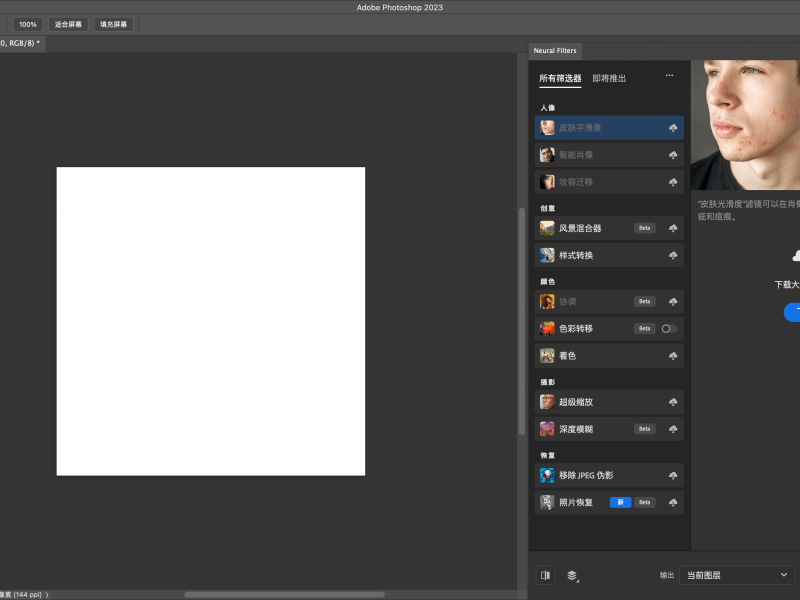 Adobe Photoshop 2023
100% 适合屏幕 填充屏幕
0, RGB/8) *
Neural Filters
所有筛选器 即将推出 ...
人像
皮肤平滑度
智能肖像
妆容迁移
创意
风景混合器 Beta
样式转换
颜色
协调 Beta
色彩转移 Beta
着色
摄影
超级缩放
深度模糊 Beta
恢复
移除 JPEG 伪影
照片恢复 新 Beta
"皮肤光滑度"滤镜可以在肖像
疵和痘痕。
下载大
像素 (144 ppi)
输出 当前图层